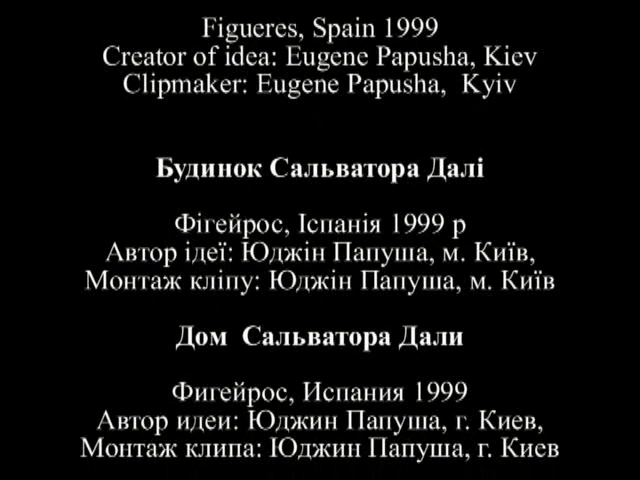 Figueres, Spain 1999
Creator of idea: Eugene Papusha, Kiev
Clipmaker: Eugene Papusha, Kyiv
Будинок Сальватора Далі
Фігейрос, Іспанія 1999 р
Автор ідеї: Юджін Папуша, м. Київ,
Монтаж кліпу: Юджін Папуша, м. Київ
Дом Сальватора Дали
Фигейрос, Испания 1999
Автор идеи: Юджин Папуша, г. Киев,
Монтаж клипа: Юджин Папуша, г. Киев